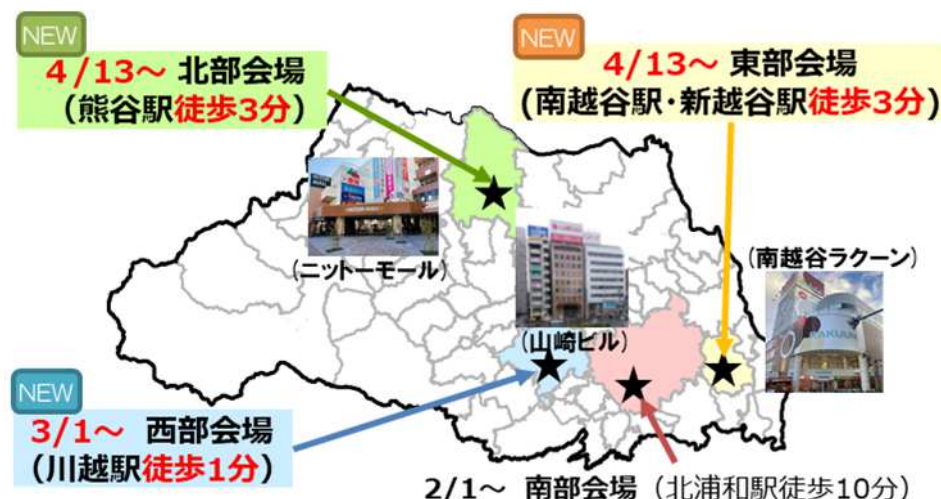 NEW
4/13~ 北部会場
(熊谷駅徒歩3分)
NEW
4/13~ 東部会場
(南越谷駅・新越谷駅徒歩3分)
(ニットーモール)
(山崎ビル)
(南越谷ラクーン)
NEW
3/1~ 西部会場
(川越駅徒歩1分)
2/1~ 南部会場 (北浦和駅徒歩10分)